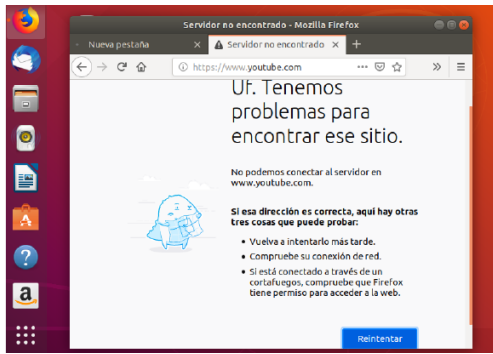 Servidor no encontrado - Mozilla Firefox
Nueva pestaña
Servidor no encontrado
https://www.youtube.com
Uf. Tenemos
problemas para
encontrar ese sitio.
No podemos conectar al servidor en
www.youtube.com.
Si esa dirección es correcta, aquí hay otras
tres cosas que puede probar:
• Vuelva a intentarlo más tarde.
• Compruebe su conexión de red.
• Si está conectado a través de un
cortafuegos, compruebe que Firefox
tiene permiso para acceder a la web.
Reintentar